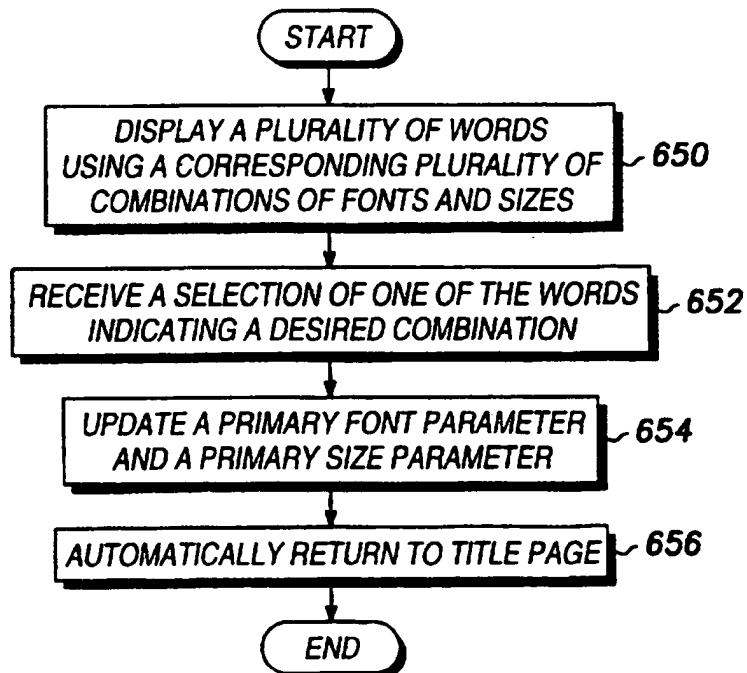 START
DISPLAY A PLURALITY OF WORDS
USING A CORRESPONDING PLURALITY OF
COMBINATIONS OF FONTS AND SIZES
650
RECEIVE A SELECTION OF ONE OF THE WORDS
INDICATING A DESIRED COMBINATION
652
UPDATE A PRIMARY FONT PARAMETER
AND A PRIMARY SIZE PARAMETER
654
AUTOMATICALLY RETURN TO TITLE PAGE
656
END